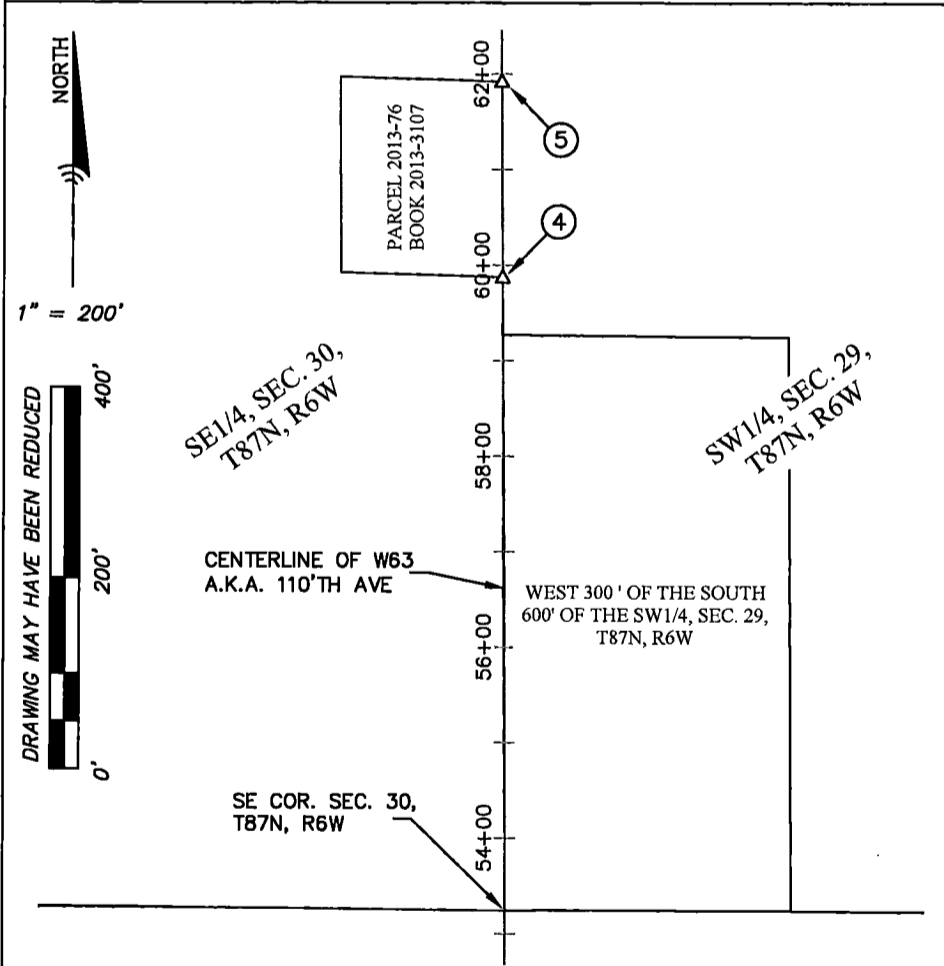 NORTH
1" = 200'
DRAWING MAY HAVE BEEN REDUCED
400'
200'
0'
PARCEL 2013-76
BOOK 2013-3107
62+00
5
4
60+00
SE1/4, SEC. 30,
T87N, R6W
SW1/4, SEC. 29,
T87N, R6W
58+00
CENTERLINE OF W63
A.K.A. 110'TH AVE
WEST 300 ' OF THE SOUTH
600' OF THE SW1/4, SEC. 29,
T87N, R6W
56+00
SE COR. SEC. 30,
T87N, R6W
54+00